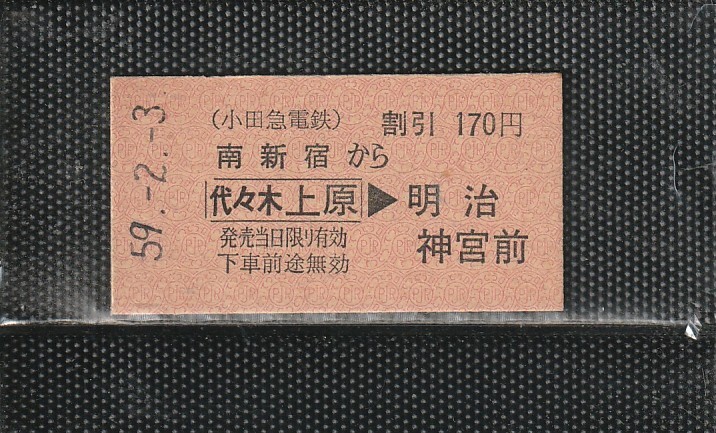 59.-2.-3
(小田急電鉄) 割引 170円
南新宿から
代々木上原▶明治神宮前
発売当日限り有効
下車前途無効